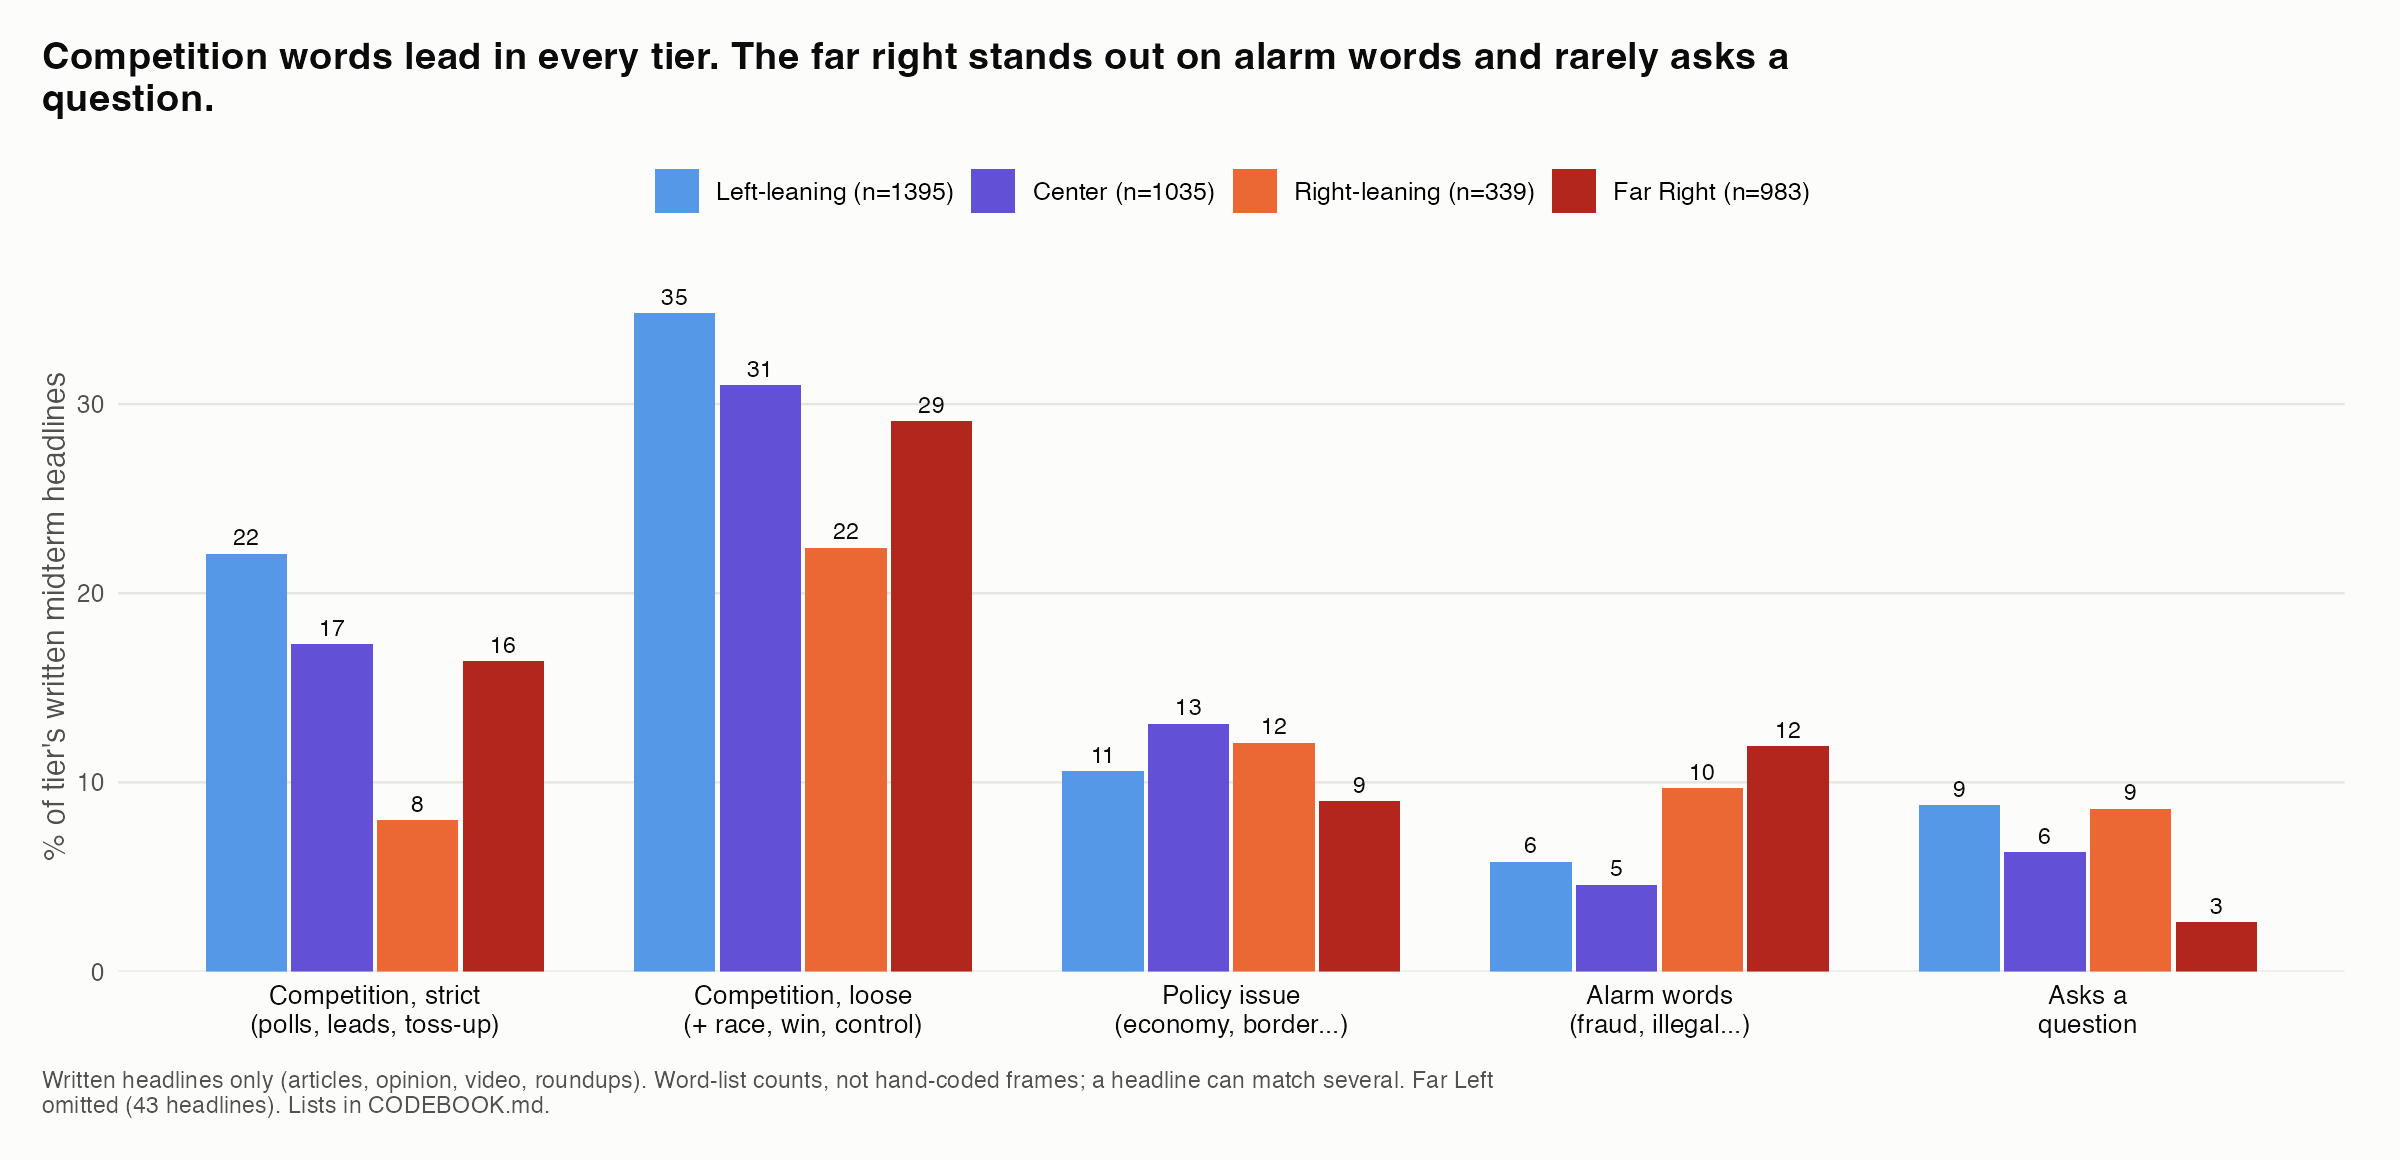 Competition words lead in every tier. The far right stands out on alarm words and rarely asks a
question.
Left-leaning (n=1395)
Center (n=1035)
Right-leaning (n=339)
Far Right (n=983)
% of tier's written midterm headlines
30
20
10
0
22
17
8
16
35
31
22
29
11
13
12
9
6
5
10
12
9
6
9
3
Competition, strict
(polls, leads, toss-up)
Competition, loose
(+ race, win, control)
Policy issue
(economy, border...)
Alarm words
(fraud, illegal...)
Asks a
question
Written headlines only (articles, opinion, video, roundups). Word-list counts, not hand-coded frames; a headline can match several. Far Left
omitted (43 headlines). Lists in CODEBOOK.md.